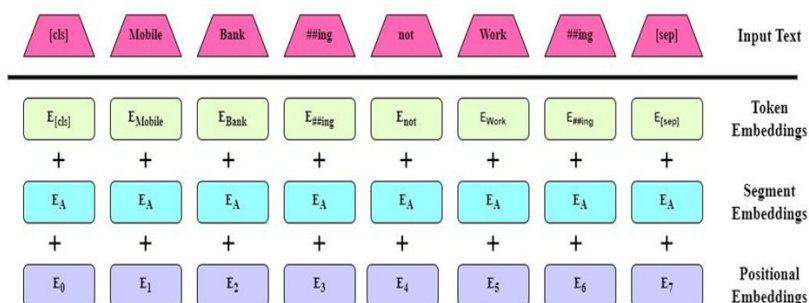 [cls] Mobile Bank ##ing not Work ##ing [sep] Input Text
E[cls] EMobile EBank E##ing Enot EWork E##ing E[sep] Token Embeddings
+ + + + + + + +
EA EA EA EA EA EA EA EA Segment Embeddings
+ + + + + + + +
E0 E1 E2 E3 E4 E5 E6 E7 Positional Embeddings